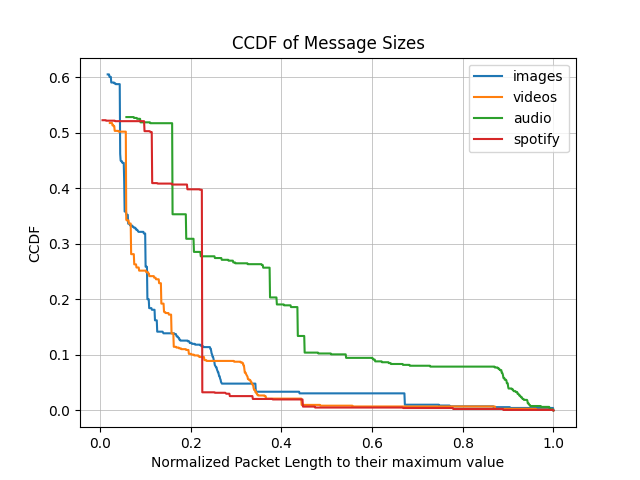 CCDF of Message Sizes
images
videos
audio
spotify
CCDF
0.6
0.5
0.4
0.3
0.2
0.1
0.0
0.0 0.2 0.4 0.6 0.8 1.0
Normalized Packet Length to their maximum value